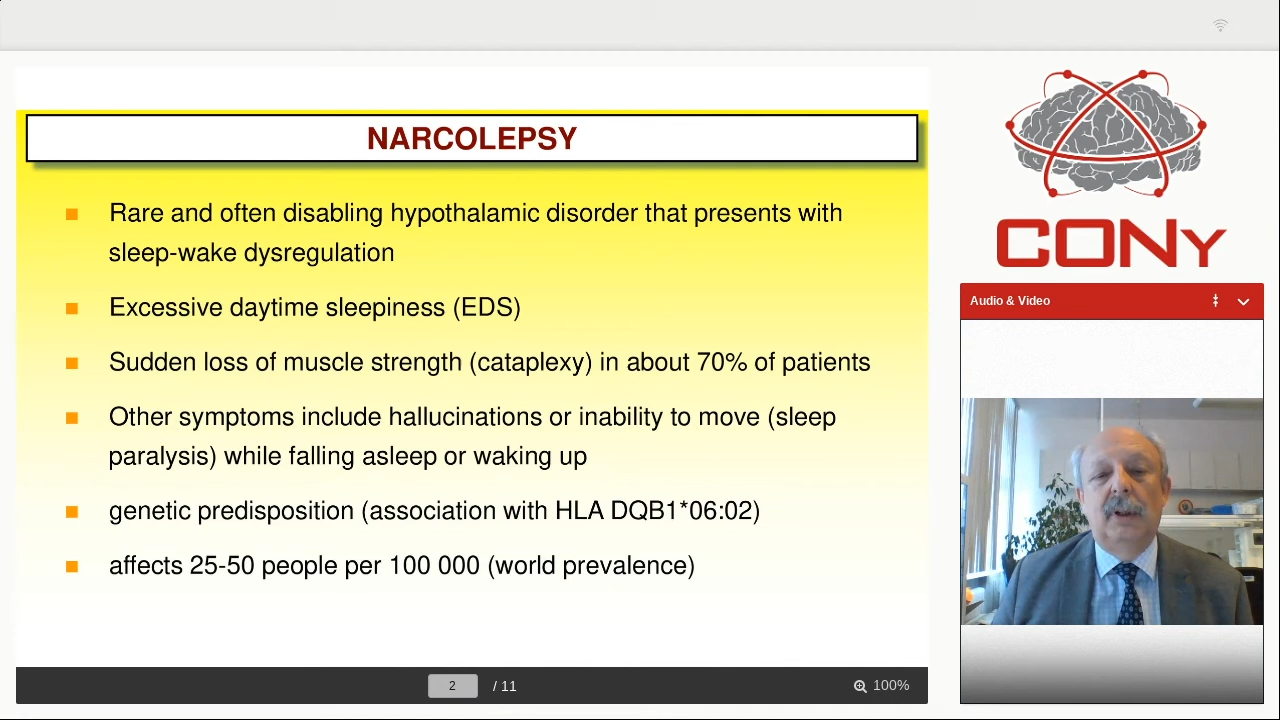 NARCOLEPSY
Rare and often disabling hypothalamic disorder that presents with
sleep-wake dysregulation
Excessive daytime sleepiness (EDS)
Sudden loss of muscle strength (cataplexy) in about 70% of patients
Other symptoms include hallucinations or inability to move (sleep
paralysis) while falling asleep or waking up
genetic predisposition (association with HLA DQB1*06:02)
affects 25-50 people per 100 000 (world prevalence)
2 / 11
100%
CONy
Audio & Video